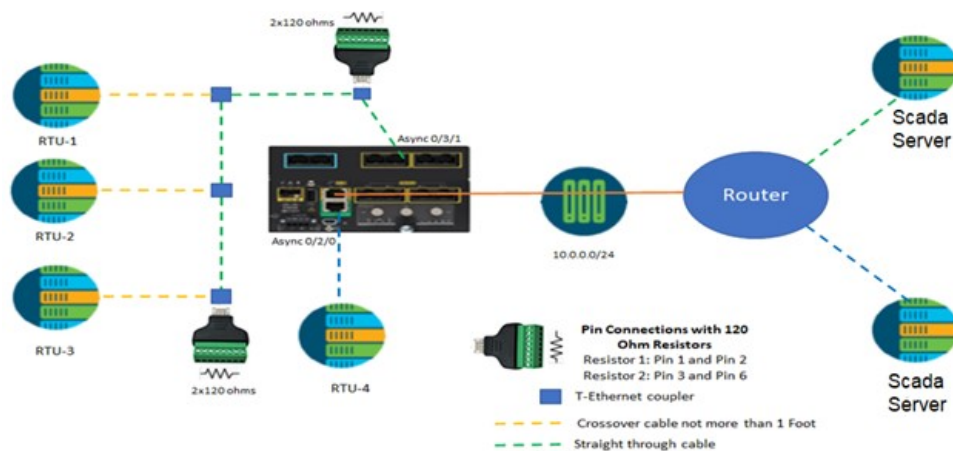 2x120 ohms
RTU-1
Async 0/3/1
Scada
Server
RTU-2
Router
Async 0/2/0
10.0.0.0/24
RTU-3
2x120 ohms
RTU-4
Pin Connections with 120
Ohm Resistors
Resistor 1: Pin 1 and Pin 2
Resistor 2: Pin 3 and Pin 6
T-Ethernet coupler
Crossover cable not more than 1 Foot
Straight through cable
Scada
Server